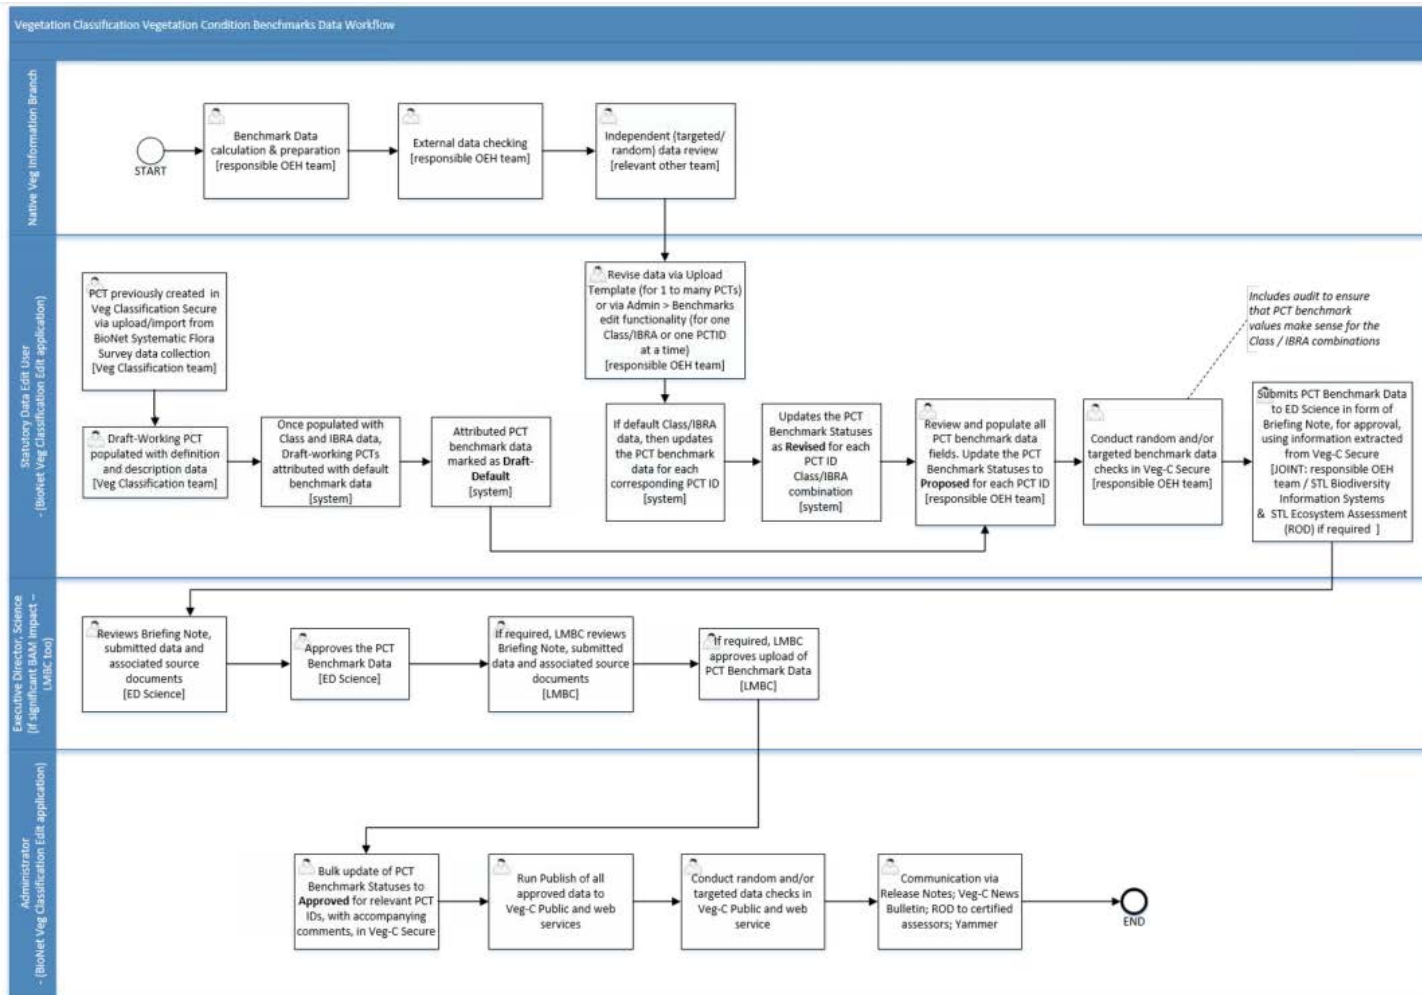 Vegetation Classification Vegetation Condition Benchmarks Data Workflow
Native Veg Information Branch
START
Benchmark Data
calculation & preparation
[responsible OEH team]
External data checking
[responsible OEH team]
Independent (targeted/
random) data review
[relevant other team]
Statutory Data Edit User
- (BioNet Veg Classification Edit application)
PCT previously created in
Veg Classification Secure
via upload/import from
BioNet Systematic Flora
Survey data collection
[Veg Classification team]
Draft-Working PCT
populated with definition
and description data
[Veg Classification team]
Once populated with
Class and IBRA data,
Draft-working PCTs
attributed with default
benchmark data
[system]
Attributed PCT
benchmark data
marked as Draft-
Default
[system]
Revise data via Upload
Template (for 1 to many PCTs)
or via Admin > Benchmarks
edit functionality (for one
Class/IBRA or one PCTID
at a time)
[responsible OEH team]
If default Class/IBRA
data, then updates
the PCT benchmark
data for each
corresponding PCT ID
[system]
Updates the PCT
Benchmark Statuses
as Revised for each
PCT ID
Class/IBRA
combination
[system]
Review and populate all
PCT benchmark data
fields. Update the PCT
Benchmark Statuses to
Proposed for each PCT ID
[responsible OEH team]
Conduct random and/or
targeted benchmark data
checks in Veg-C Secure
[responsible OEH team]
Includes audit to ensure
that PCT benchmark
values make sense for the
Class / IBRA combinations
Submits PCT Benchmark Data
to ED Science in form of
Briefing Note, for approval,
using information extracted
from Veg-C Secure
[JOINT: responsible OEH
team / STL Biodiversity
Information Systems
& STL Ecosystem Assessment
(ROD) if required ]
Executive Director, Science
(If significant BAM Impact –
LMBC too)
Reviews Briefing Note,
submitted data and
associated source
documents
[ED Science]
Approves the PCT
Benchmark Data
[ED Science]
If required, LMBC reviews
Briefing Note, submitted
data and associated source
documents
[LMBC]
If required, LMBC
approves upload of
PCT Benchmark Data
[LMBC]
Administrator
- (BioNet Veg Classification Edit application)
Bulk update of PCT
Benchmark Statuses to
Approved for relevant PCT
IDs, with accompanying
comments, in Veg-C Secure
Run Publish of all
approved data to
Veg-C Public and web
services
Conduct random and/or
targeted data checks in
Veg-C Public and web
service
Communication via
Release Notes; Veg-C News
Bulletin; ROD to certified
assessors; Yammer
END